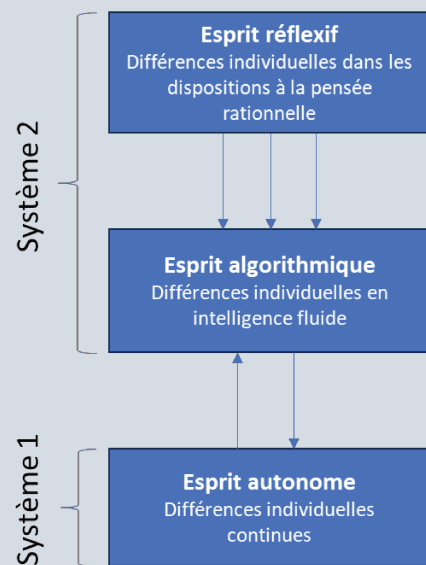 Système 2
Esprit réflexif
Différences individuelles dans les
dispositions à la pensée
rationnelle
Esprit algorithmique
Différences individuelles en
intelligence fluide
Système 1
Esprit autonome
Différences individuelles
continues